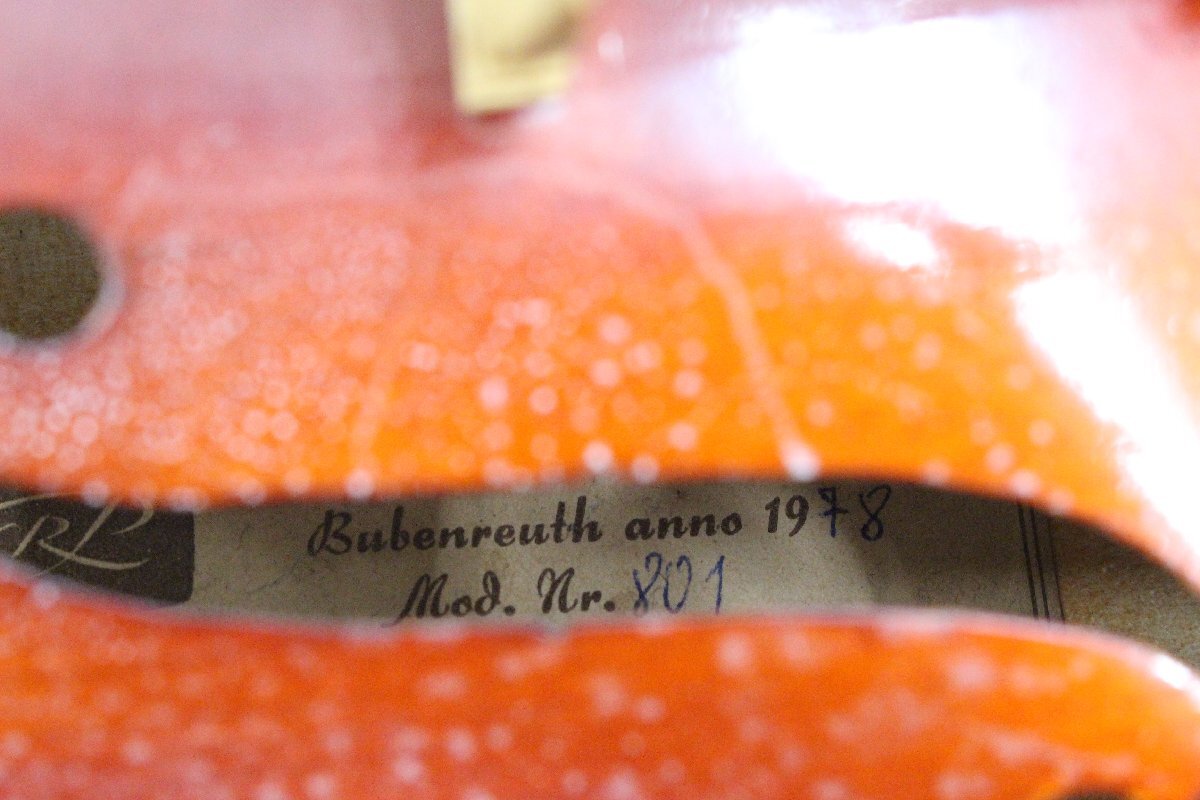 Bubenreuth anno 1978
Mod. Nr. 801